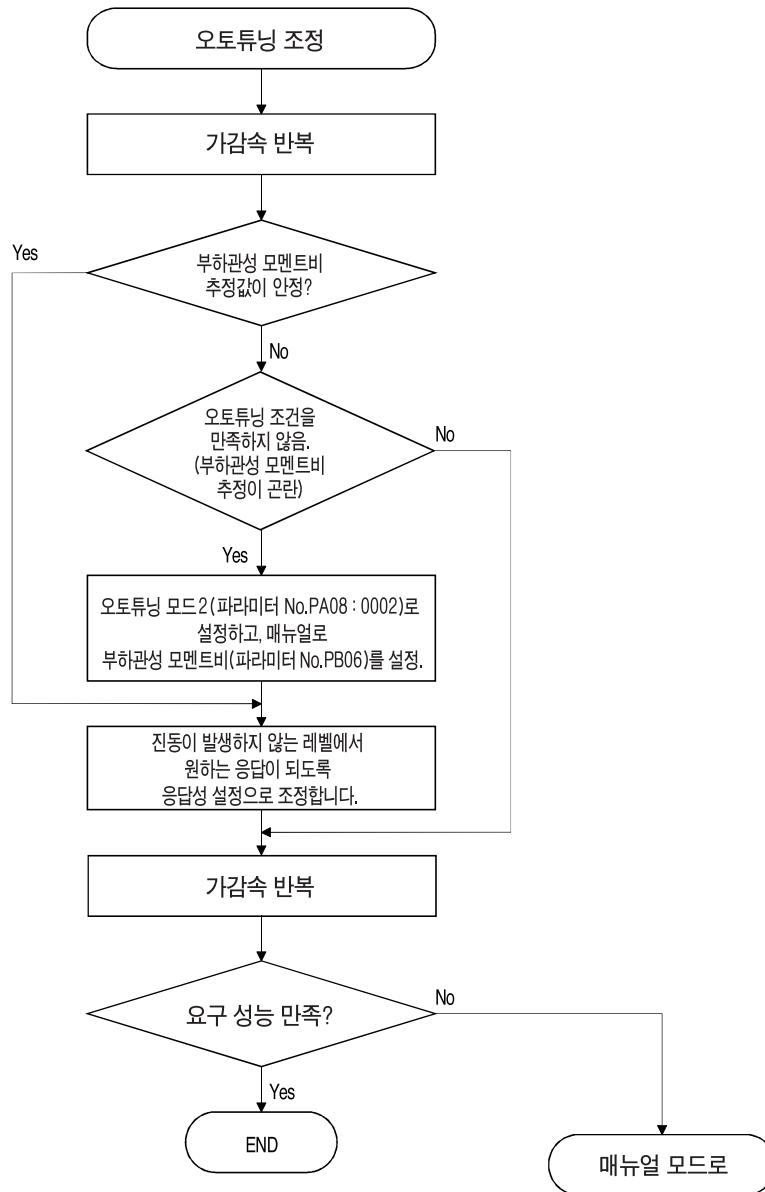 오토튜닝 조정
가감속 반복
Yes
부하관성 모멘트비
추정값이 안정?
No
오토튜닝 조건을
만족하지 않음.
(부하관성 모멘트비
추정이 곤란)
No
Yes
오토튜닝 모드2(파라미터 No.PA08 : 0002)로
설정하고, 매뉴얼로
부하관성 모멘트비(파라미터 No.PB06)를 설정.
진동이 발생하지 않는 레벨에서
원하는 응답이 되도록
응답성 설정으로 조정합니다.
가감속 반복
요구 성능 만족?
No
Yes
END
매뉴얼 모드로